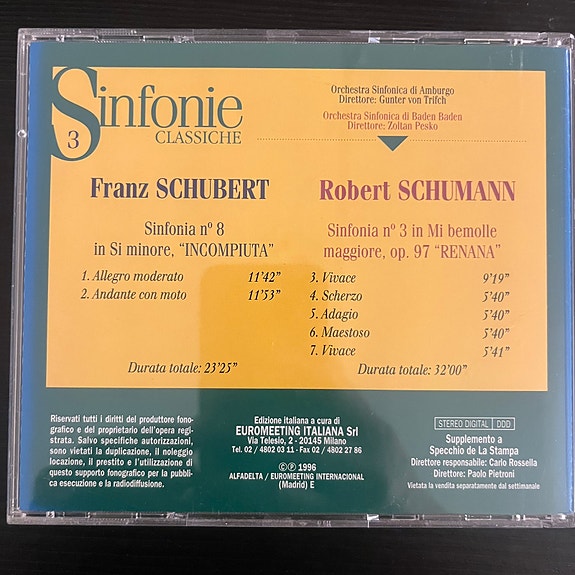 Sinfonie
3
CLASSICHE
Orchestra Sinfonica di Amburgo
Direttore: Gunter von Trifch
Orchestra Sinfonica di Baden Baden
Direttore: Zoltan Pesko
Franz SCHUBERT
Sinfonia nº 8
in Si minore, “INCOMPIUTA”
1. Allegro moderato 11’42”
2. Andante con moto 11’53”
Durata totale: 23’25”
Robert SCHUMANN
Sinfonia nº 3 in Mi bemolle
maggiore, op. 97 “RENANA”
3. Vivace 9’19”
4. Scherzo 5’40”
5. Adagio 5’40”
6. Maestoso 5’40”
7. Vivace 5’41”
Durata totale: 32’00”
Riservati tutti i diritti del produttore fono-
grafico e del proprietario dell’opera regi-
strata. Salvo specifiche autorizzazioni,
sono vietati la duplicazione, il noleggio
locazione, il prestito e l’utilizzazione di
questo supporto fonografico per la pubbli-
ca esecuzione e la radiodiffusione.
Edizione italiana a cura di
EUROMEETING ITALIANA Srl
Via Telesio, 2 - 20145 Milano
Tel. 02 / 4802 03 11 - Fax 02 / 4802 27 86
©Ⓟ 1996
ALFADELTA / EUROMEETING INTERNACIONAL
(Madrid) E
STEREO DIGITAL DDD
Supplemento a
Specchio de La Stampa
Direttore responsabile: Carlo Rossella
Direttore: Paolo Pietroni
Vietata la vendita separatamente dal settimanale